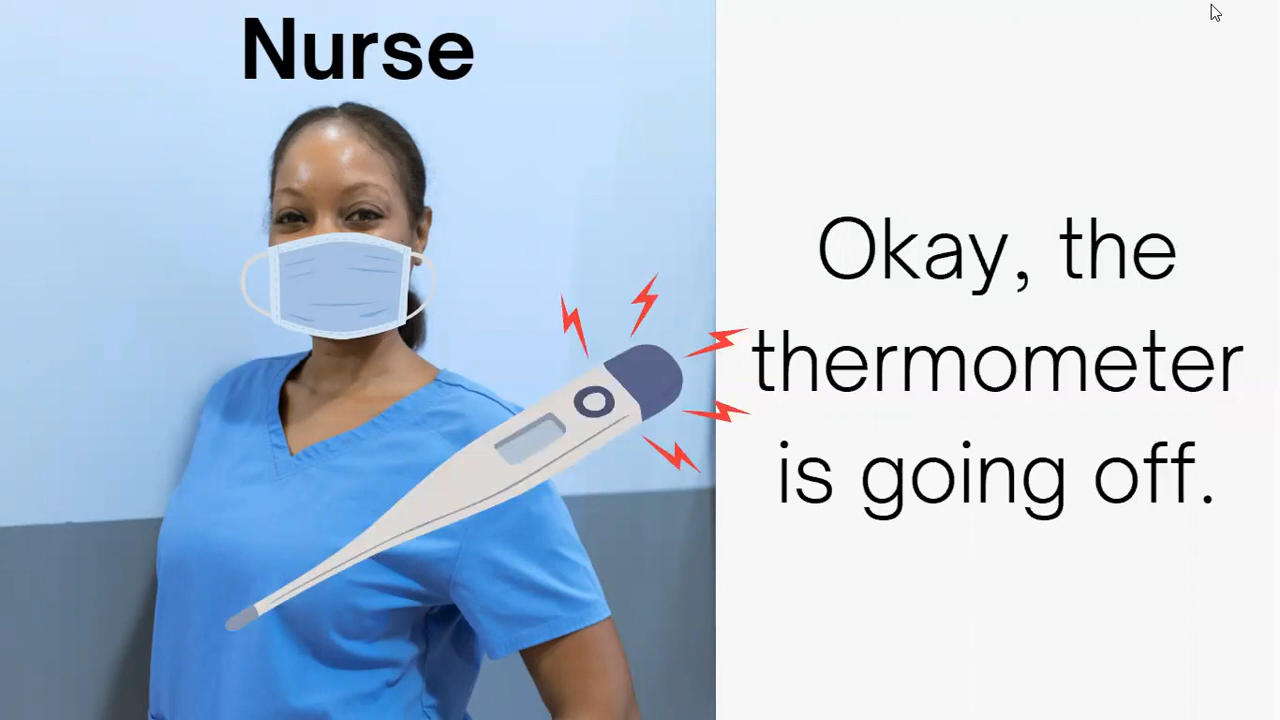 Nurse
Okay, the
thermometer
is going off.